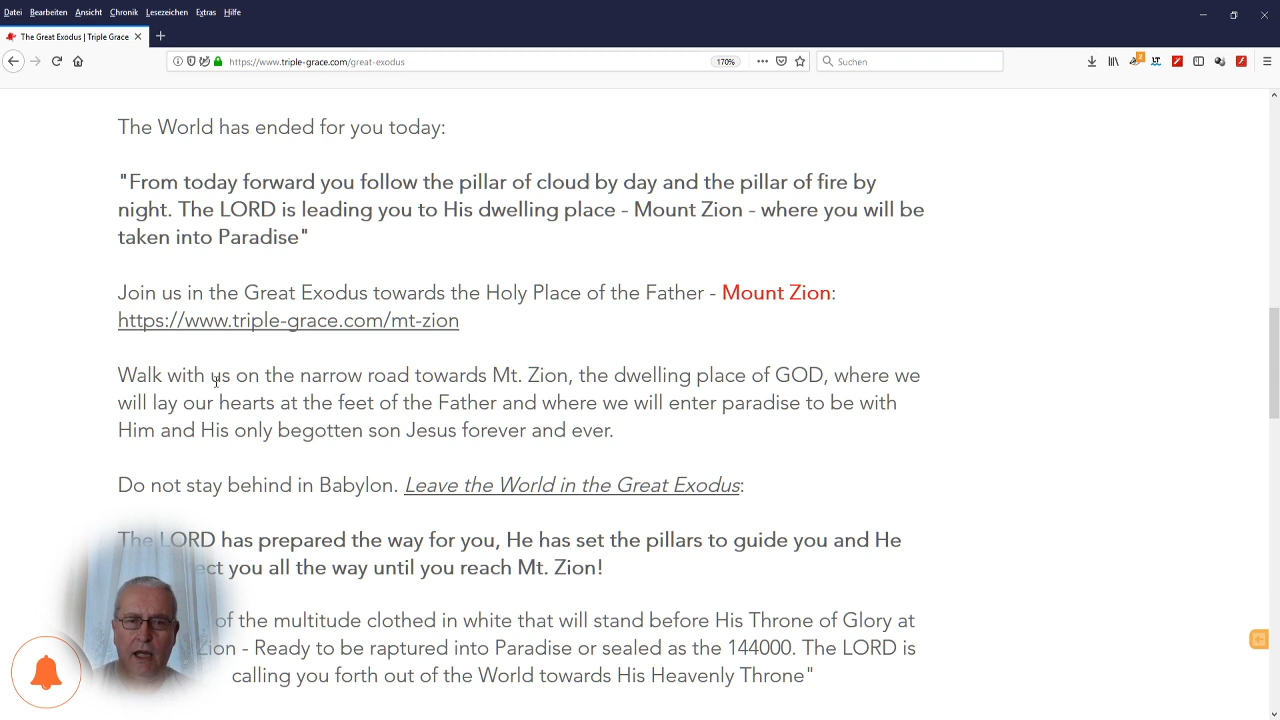 Datei Bearbeiten Ansicht Chronik Lesezeichen Extras Hilfe
The Great Exodus | Triple Grace
https://www.triple-grace.com/great-exodus 170% Suchen
The World has ended for you today:
"From today forward you follow the pillar of cloud by day and the pillar of fire by
night. The LORD is leading you to His dwelling place - Mount Zion - where you will be
taken into Paradise"
Join us in the Great Exodus towards the Holy Place of the Father - Mount Zion:
https://www.triple-grace.com/mt-zion
Walk with us on the narrow road towards Mt. Zion, the dwelling place of GOD, where we
will lay our hearts at the feet of the Father and where we will enter paradise to be with
Him and His only begotten son Jesus forever and ever.
Do not stay behind in Babylon. Leave the World in the Great Exodus:
The LORD has prepared the way for you, He has set the pillars to guide you and He
you all the way until you reach Mt. Zion!
of the multitude clothed in white that will stand before His Throne of Glory at
Zion - Ready to be raptured into Paradise or sealed as the 144000. The LORD is
calling you forth out of the World towards His Heavenly Throne"